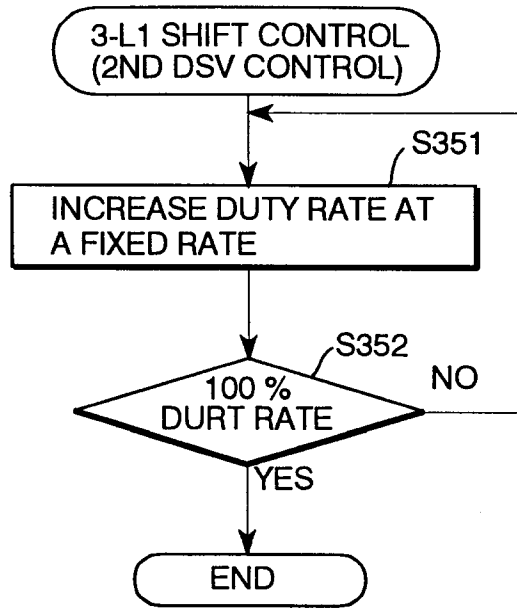 3-L1 SHIFT CONTROL
(2ND DSV CONTROL)
S351
INCREASE DUTY RATE AT
A FIXED RATE
S352
100 %
DURT RATE
NO
YES
END